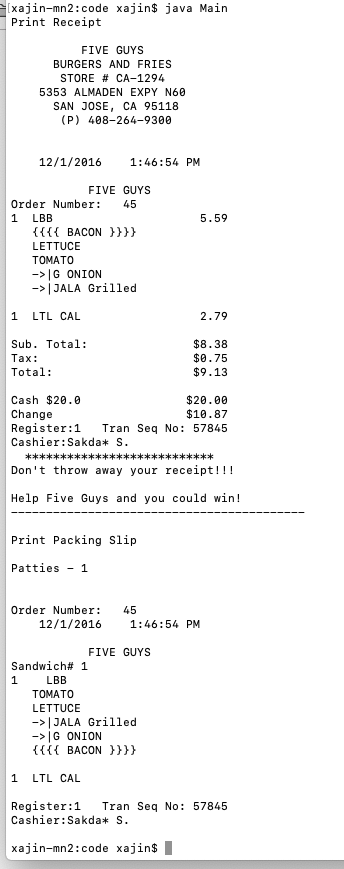 xajin-mn2:code xajin$ java Main
Print Receipt
FIVE GUYS
BURGERS AND FRIES
STORE # CA-1294
5353 ALMADEN EXPY N60
SAN JOSE, CA 95118
(P) 408-264-9300
12/1/2016 1:46:54 PM
FIVE GUYS
Order Number: 45
1 LBB 5.59
{{{{ BACON }}}}
LETTUCE
TOMATO
->|G ONION
->|JALA Grilled
1 LTL CAL 2.79
Sub. Total: $8.38
Tax: $0.75
Total: $9.13
Cash $20.0 $20.00
Change $10.87
Register:1 Tran Seq No: 57845
Cashier:Sakda* S.
***************************
Don't throw away your receipt!!!
Help Five Guys and you could win!
------------------------------------------
Print Packing Slip
Patties - 1
Order Number: 45
12/1/2016 1:46:54 PM
FIVE GUYS
Sandwich# 1
1 LBB
TOMATO
LETTUCE
->|JALA Grilled
->|G ONION
{{{{ BACON }}}}
1 LTL CAL
Register:1 Tran Seq No: 57845
Cashier:Sakda* S.
xajin-mn2:code xajin$